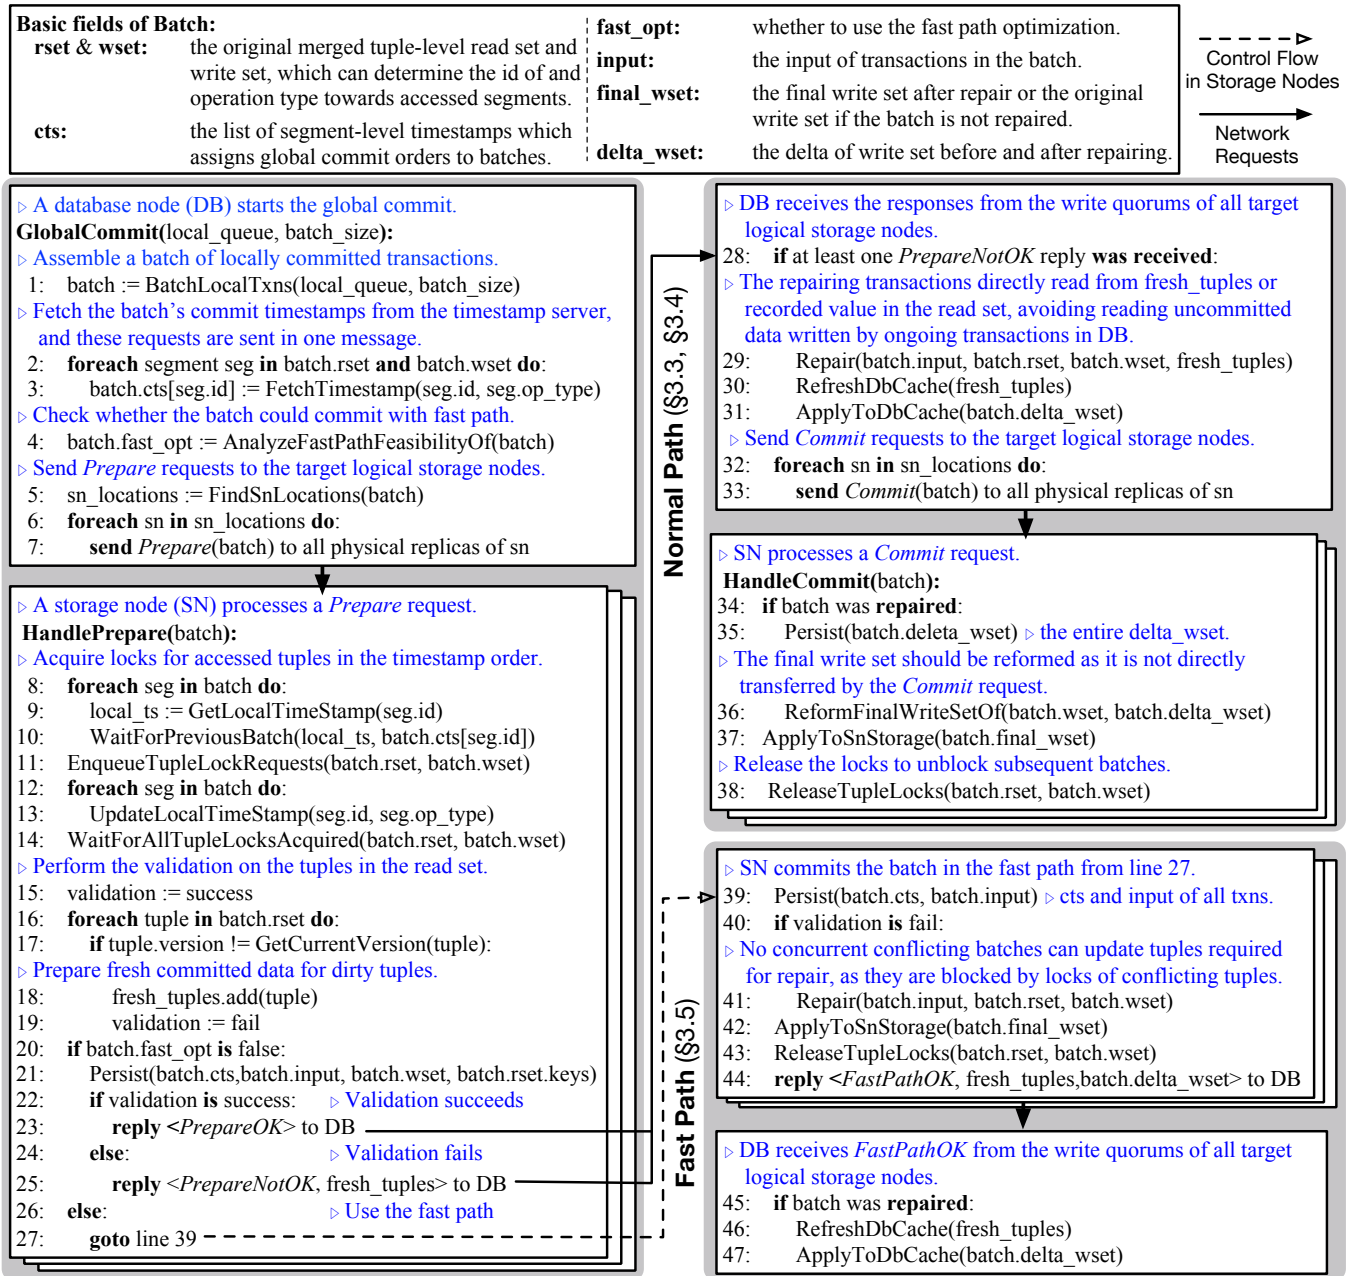 Basic fields of Batch:
rset & wset: the original merged tuple-level read set and
write set, which can determine the id of and
operation type towards accessed segments.
cts: the list of segment-level timestamps which
assigns global commit orders to batches.
fast_opt: whether to use the fast path optimization.
input: the input of transactions in the batch.
final_wset: the final write set after repair or the original
write set if the batch is not repaired.
delta_wset: the delta of write set before and after repairing.
Control Flow
in Storage Nodes
Network
Requests
▷ A database node (DB) starts the global commit.
GlobalCommit(local_queue, batch_size):
▷ Assemble a batch of locally committed transactions.
1: batch := BatchLocalTxns(local_queue, batch_size)
▷ Fetch the batch’s commit timestamps from the timestamp server,
and these requests are sent in one message.
2: foreach segment seg in batch.rset and batch.wset do:
3: batch.cts[seg.id] := FetchTimestamp(seg.id, seg.op_type)
▷ Check whether the batch could commit with fast path.
4: batch.fast_opt := AnalyzeFastPathFeasibilityOf(batch)
▷ Send Prepare requests to the target logical storage nodes.
5: sn_locations := FindSnLocations(batch)
6: foreach sn in sn_locations do:
7: send Prepare(batch) to all physical replicas of sn
▷ A storage node (SN) processes a Prepare request.
HandlePrepare(batch):
▷ Acquire locks for accessed tuples in the timestamp order.
8: foreach seg in batch do:
9: local_ts := GetLocalTimeStamp(seg.id)
10: WaitForPreviousBatch(local_ts, batch.cts[seg.id])
11: EnqueueTupleLockRequests(batch.rset, batch.wset)
12: foreach seg in batch do:
13: UpdateLocalTimeStamp(seg.id, seg.op_type)
14: WaitForAllTupleLocksAcquired(batch.rset, batch.wset)
▷ Perform the validation on the tuples in the read set.
15: validation := success
16: foreach tuple in batch.rset do:
17: if tuple.version != GetCurrentVersion(tuple):
▷ Prepare fresh committed data for dirty tuples.
18: fresh_tuples.add(tuple)
19: validation := fail
20: if batch.fast_opt is false:
21: Persist(batch.cts,batch.input, batch.wset, batch.rset.keys)
22: if validation is success: ▷ Validation succeeds
23: reply <PrepareOK> to DB
24: else: ▷ Validation fails
25: reply <PrepareNotOK, fresh_tuples> to DB
26: else: ▷ Use the fast path
27: goto line 39
Normal Path (§3.3, §3.4)
Fast Path (§3.5)
▷ DB receives the responses from the write quorums of all target
logical storage nodes.
28: if at least one PrepareNotOK reply was received:
▷ The repairing transactions directly read from fresh_tuples or
recorded value in the read set, avoiding reading uncommitted
data written by ongoing transactions in DB.
29: Repair(batch.input, batch.rset, batch.wset, fresh_tuples)
30: RefreshDbCache(fresh_tuples)
31: ApplyToDbCache(batch.delta_wset)
▷ Send Commit requests to the target logical storage nodes.
32: foreach sn in sn_locations do:
33: send Commit(batch) to all physical replicas of sn
▷ SN processes a Commit request.
HandleCommit(batch):
34: if batch was repaired:
35: Persist(batch.deleta_wset) ▷ the entire delta_wset.
▷ The final write set should be reformed as it is not directly
transferred by the Commit request.
36: ReformFinalWriteSetOf(batch.wset, batch.delta_wset)
37: ApplyToSnStorage(batch.final_wset)
▷ Release the locks to unblock subsequent batches.
38: ReleaseTupleLocks(batch.rset, batch.wset)
▷ SN commits the batch in the fast path from line 27.
39: Persist(batch.cts, batch.input) ▷ cts and input of all txns.
40: if validation is fail:
▷ No concurrent conflicting batches can update tuples required
for repair, as they are blocked by locks of conflicting tuples.
41: Repair(batch.input, batch.rset, batch.wset)
42: ApplyToSnStorage(batch.final_wset)
43: ReleaseTupleLocks(batch.rset, batch.wset)
44: reply <FastPathOK, fresh_tuples,batch.delta_wset> to DB
▷ DB receives FastPathOK from the write quorums of all target
logical storage nodes.
45: if batch was repaired:
46: RefreshDbCache(fresh_tuples)
47: ApplyToDbCache(batch.delta_wset)